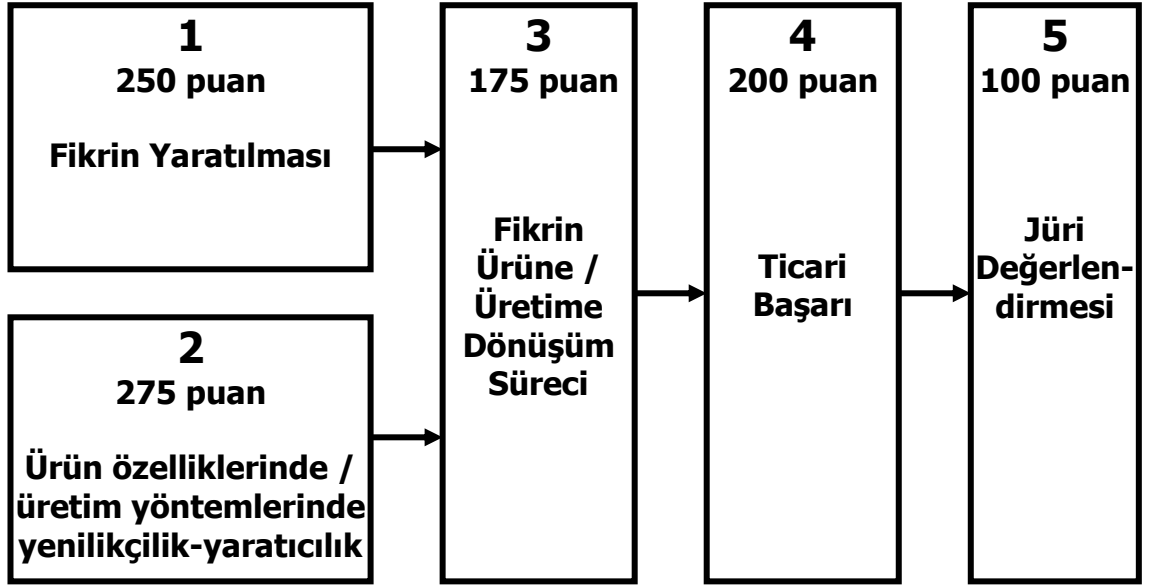 1
250 puan
Fikrin Yaratılması
2
275 puan
Ürün özelliklerinde /
üretim yöntemlerinde
yenilikçilik-yaratıcılık
3
175 puan
Fikrin
Ürüne /
Üretime
Dönüşüm
Süreci
4
200 puan
Ticari
Başarı
5
100 puan
Jüri
Değerlen-
dirmesi